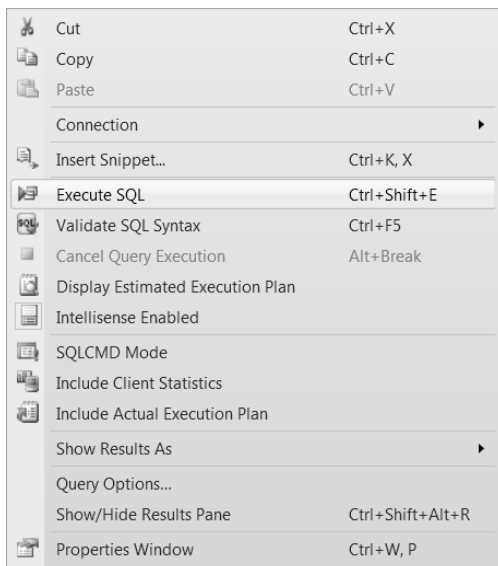 Cut Ctrl+X
Copy Ctrl+C
Paste Ctrl+V
Connection
Insert Snippet... Ctrl+K, X
Execute SQL Ctrl+Shift+E
SQL Validate SQL Syntax Ctrl+F5
Cancel Query Execution Alt+Break
Display Estimated Execution Plan
Intellisense Enabled
SQLCMD Mode
Include Client Statistics
Include Actual Execution Plan
Show Results As
Query Options...
Show/Hide Results Pane Ctrl+Shift+Alt+R
Properties Window Ctrl+W, P